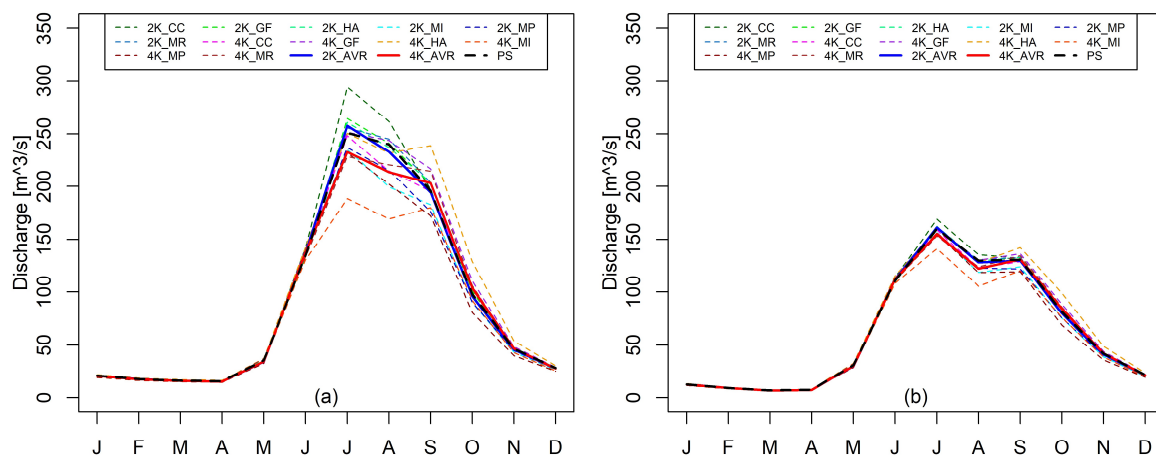 2K_CC 2K_GF 2K_HA 2K_MI 2K_MP
2K_MR 4K_CC 4K_GF 4K_HA 4K_MI
4K_MP 4K_MR 2K_AVR 4K_AVR PS
Discharge [m^3/s]
350
300
250
200
150
100
50
0
(a)
J F M A M J J A S O N D
2K_CC 2K_GF 2K_HA 2K_MI 2K_MP
2K_MR 4K_CC 4K_GF 4K_HA 4K_MI
4K_MP 4K_MR 2K_AVR 4K_AVR PS
Discharge [m^3/s]
350
300
250
200
150
100
50
0
(b)
J F M A M J J A S O N D